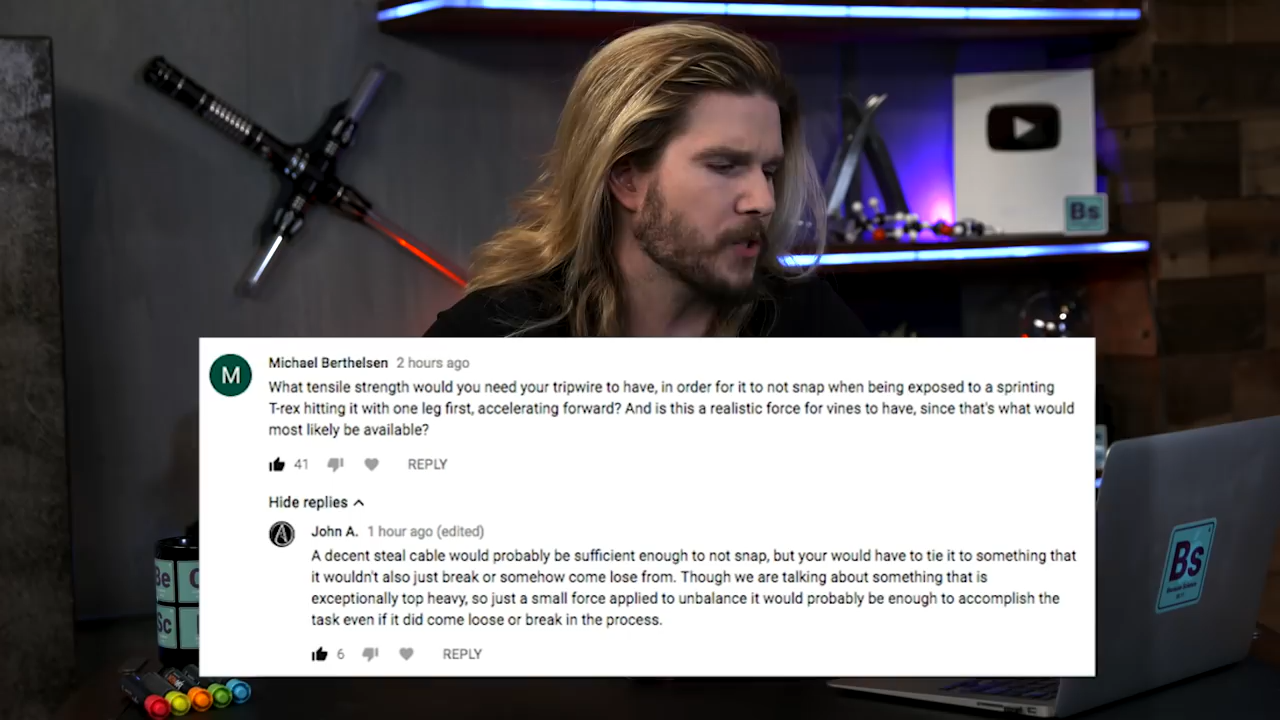 Bs
Michael Berthelsen 2 hours ago
What tensile strength would you need your tripwire to have, in order for it to not snap when being exposed to a sprinting
T-rex hitting it with one leg first, accelerating forward? And is this a realistic force for vines to have, since that's what would
most likely be available?
41 REPLY
Hide replies
John A. 1 hour ago (edited)
A decent steal cable would probably be sufficient enough to not snap, but your would have to tie it to something that
it wouldn't also just break or somehow come lose from. Though we are talking about something that is
exceptionally top heavy, so just a small force applied to unbalance it would probably be enough to accomplish the
task even if it did come loose or break in the process.
6 REPLY
M
Be
Sc
Bs